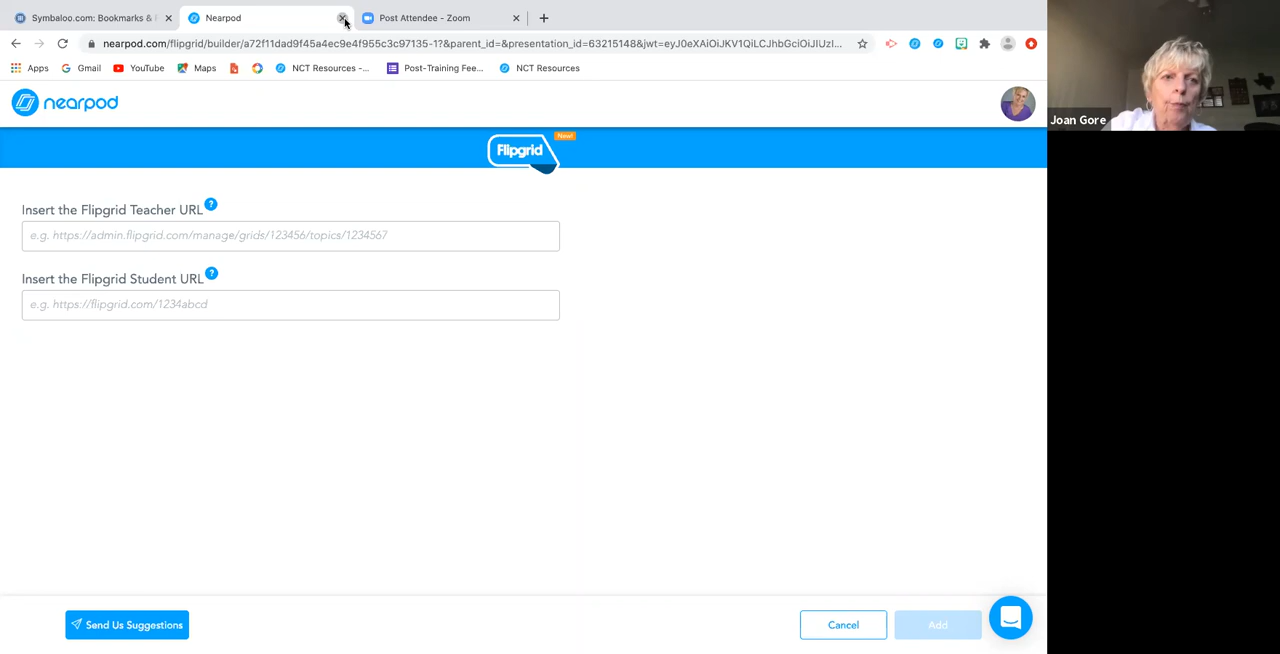 Symbaloo.com: Bookmarks &
Nearpod
Post Attendee - Zoom
nearpod.com/flipgrid/builder/a72f11dad9f45a4ec9e4f955c3c97135-1?&parent_id=&presentation_id=63215148&jwt=eyJ0eXAiOiJKV1QiLCJhbGciOiJIUzI...
Apps
Gmail
YouTube
Maps
NCT Resources -...
Post-Training Fee...
NCT Resources
nearpod
Joan Gore
Flipgrid
New!
Insert the Flipgrid Teacher URL ?
e.g. https://admin.flipgrid.com/manage/grids/123456/topics/1234567
Insert the Flipgrid Student URL ?
e.g. https://flipgrid.com/1234abcd
Send Us Suggestions
Cancel
Add